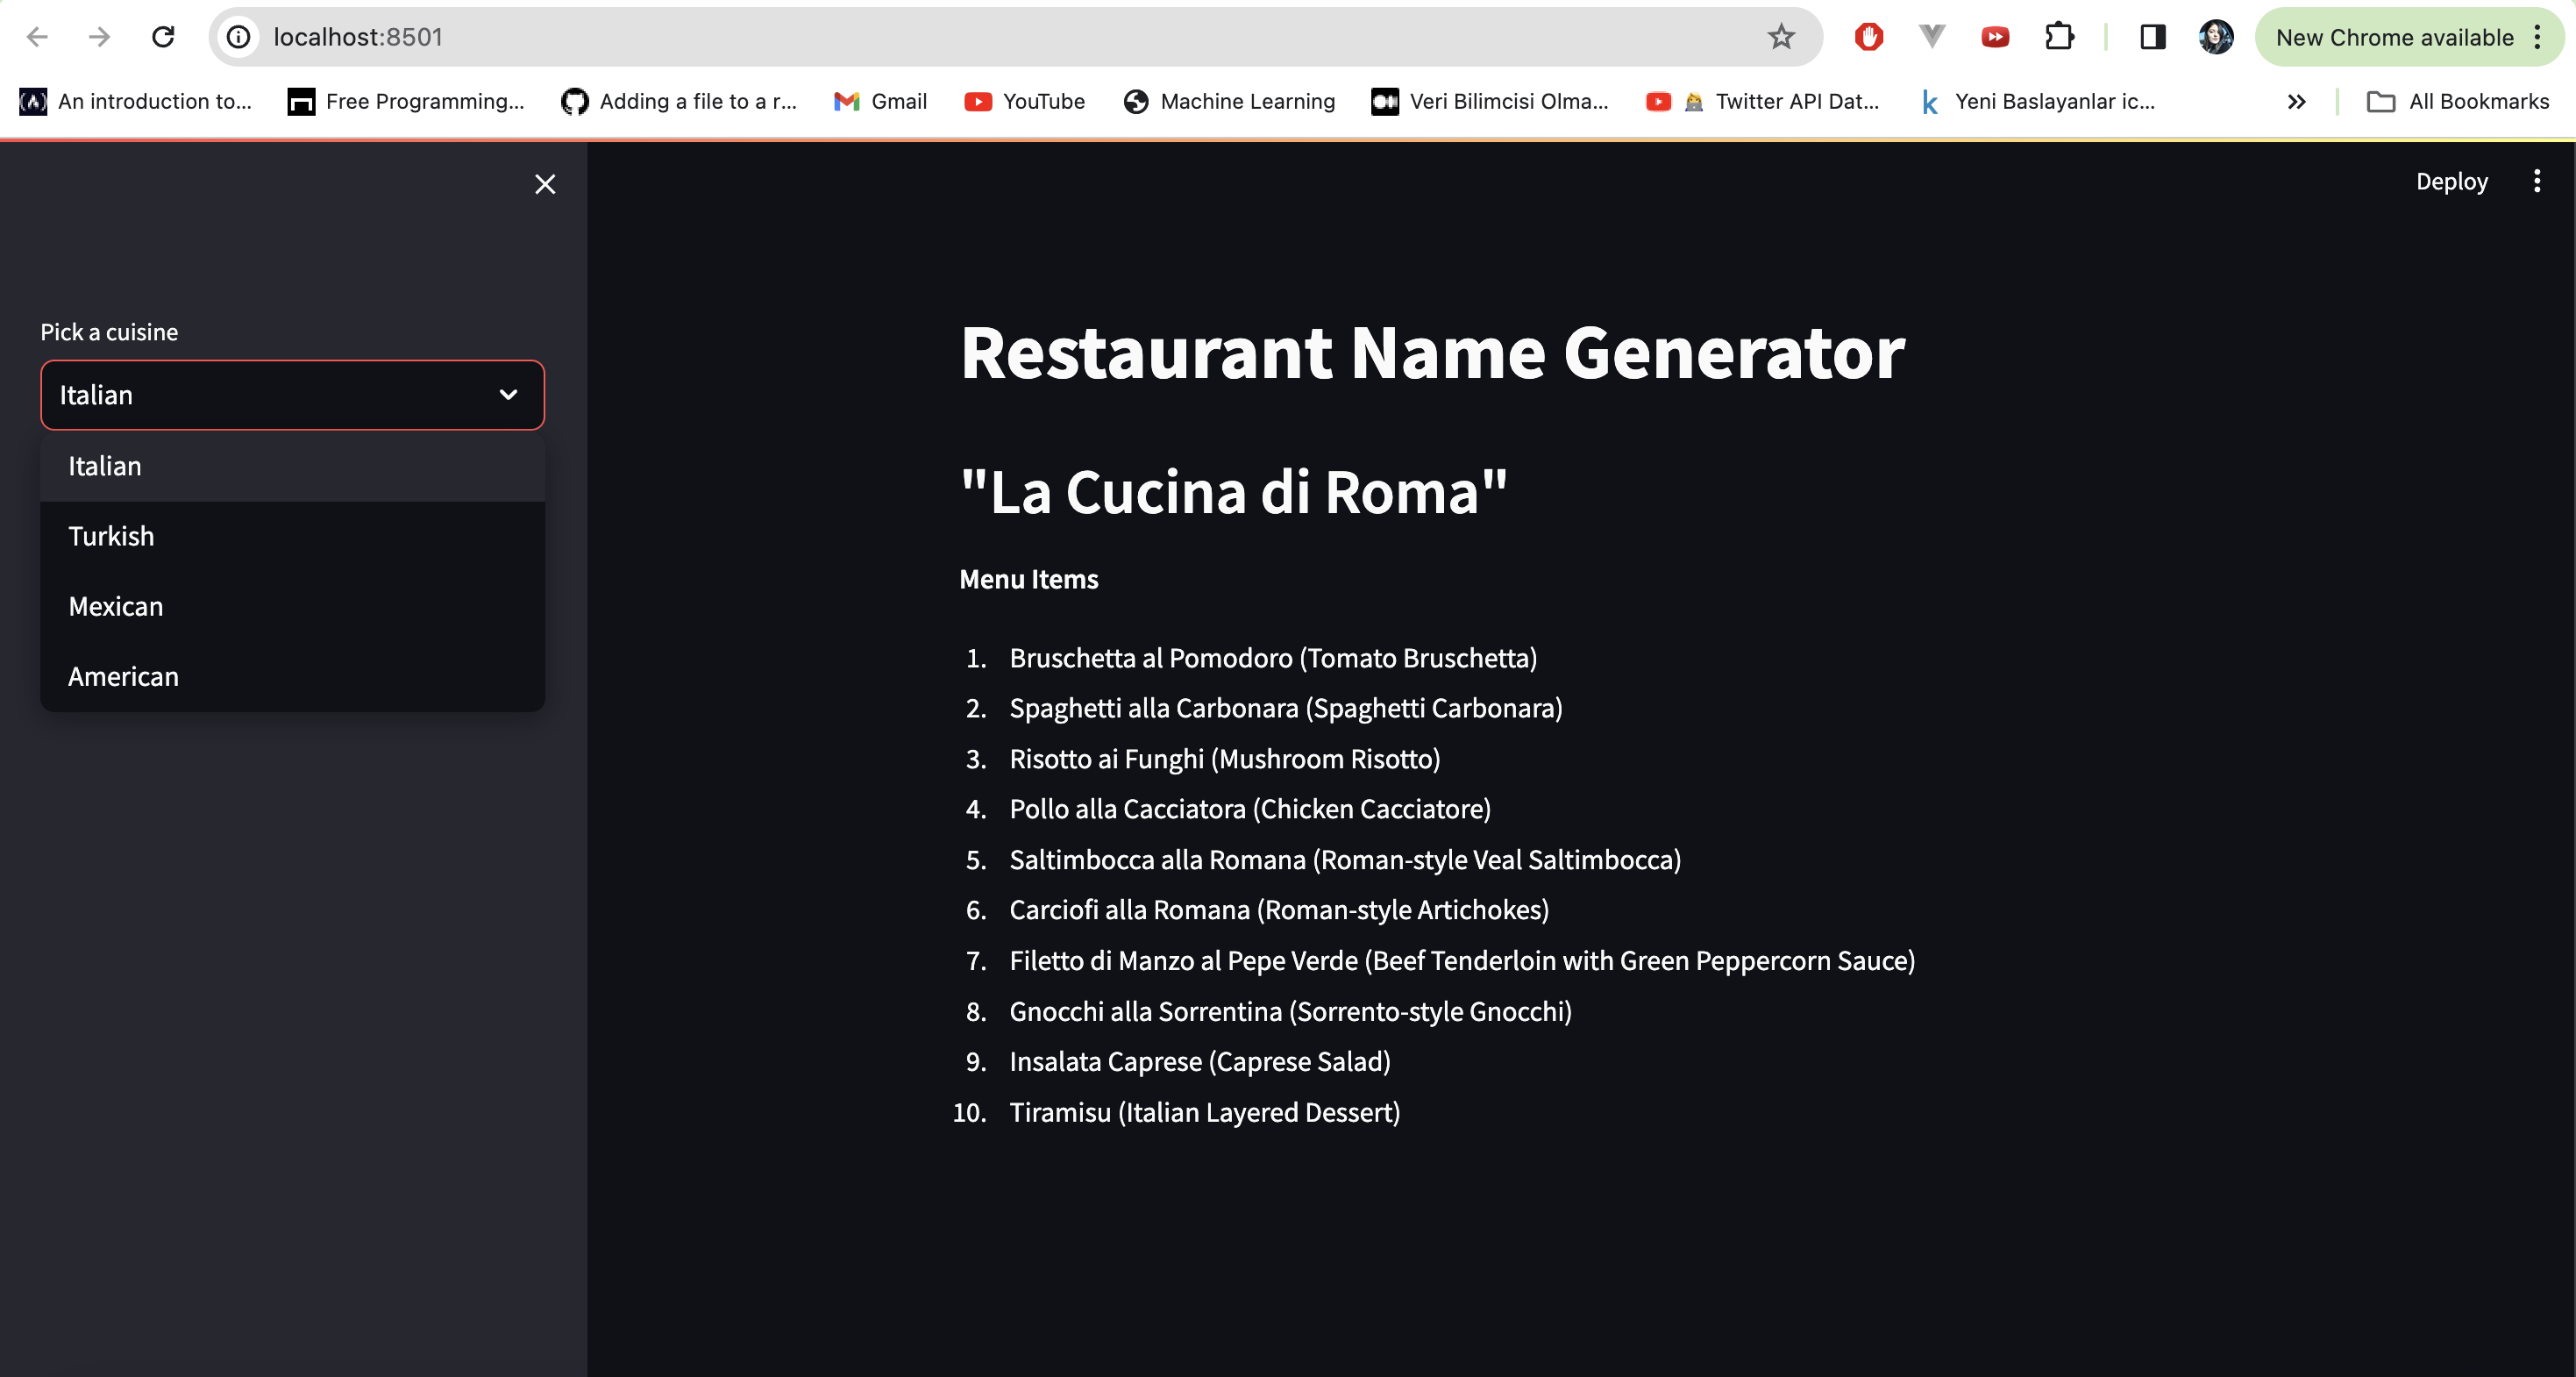 localhost:8501
New Chrome available
An introduction to...
Free Programming...
Adding a file to a r...
Gmail
YouTube
Machine Learning
Veri Bilimcisi Olma...
Twitter API Dat...
Yeni Baslayanlar ic...
All Bookmarks
Deploy
Pick a cuisine
Italian
Italian
Turkish
Mexican
American
Restaurant Name Generator
"La Cucina di Roma"
Menu Items
1. Bruschetta al Pomodoro (Tomato Bruschetta)
2. Spaghetti alla Carbonara (Spaghetti Carbonara)
3. Risotto ai Funghi (Mushroom Risotto)
4. Pollo alla Cacciatora (Chicken Cacciatore)
5. Saltimbocca alla Romana (Roman-style Veal Saltimbocca)
6. Carciofi alla Romana (Roman-style Artichokes)
7. Filetto di Manzo al Pepe Verde (Beef Tenderloin with Green Peppercorn Sauce)
8. Gnocchi alla Sorrentina (Sorrento-style Gnocchi)
9. Insalata Caprese (Caprese Salad)
10. Tiramisu (Italian Layered Dessert)